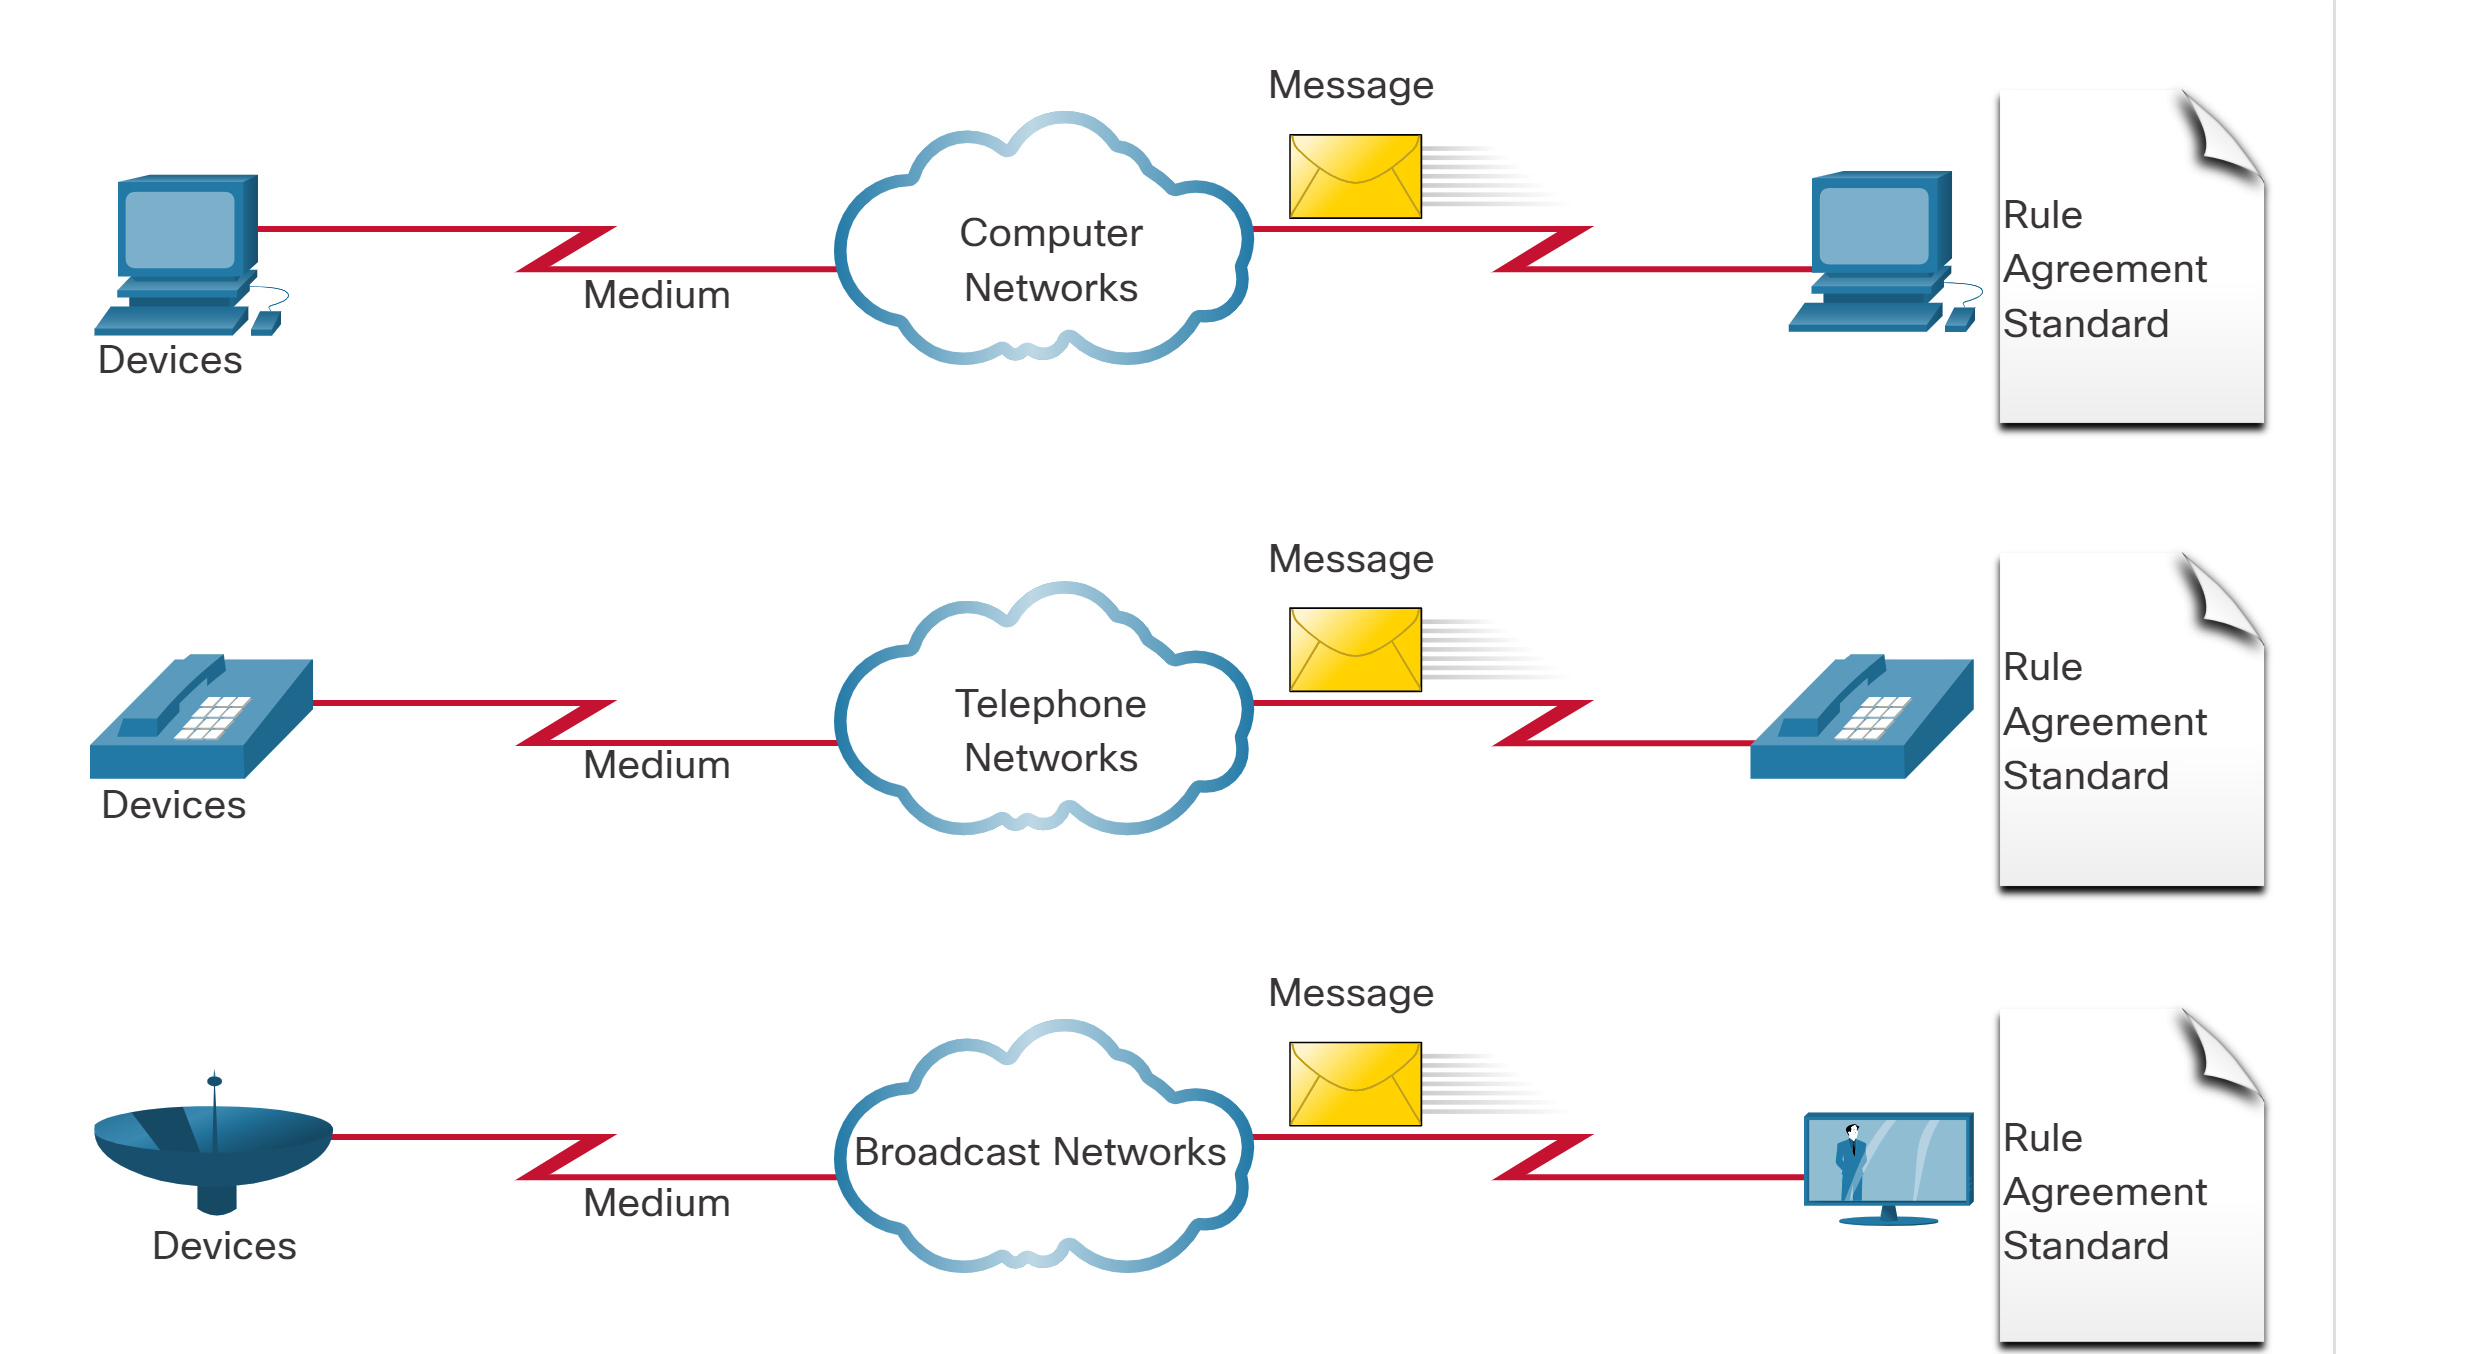 Message
Computer
Networks
Medium
Devices
Rule
Agreement
Standard
Message
Telephone
Networks
Medium
Devices
Rule
Agreement
Standard
Message
Broadcast Networks
Medium
Devices
Rule
Agreement
Standard